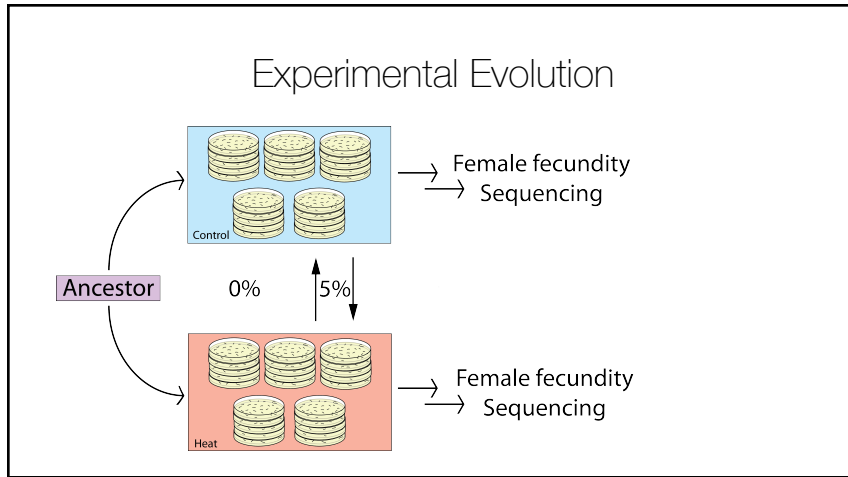 Experimental Evolution
Control
Female fecundity
Sequencing
Ancestor
0%
5%
Heat
Female fecundity
Sequencing